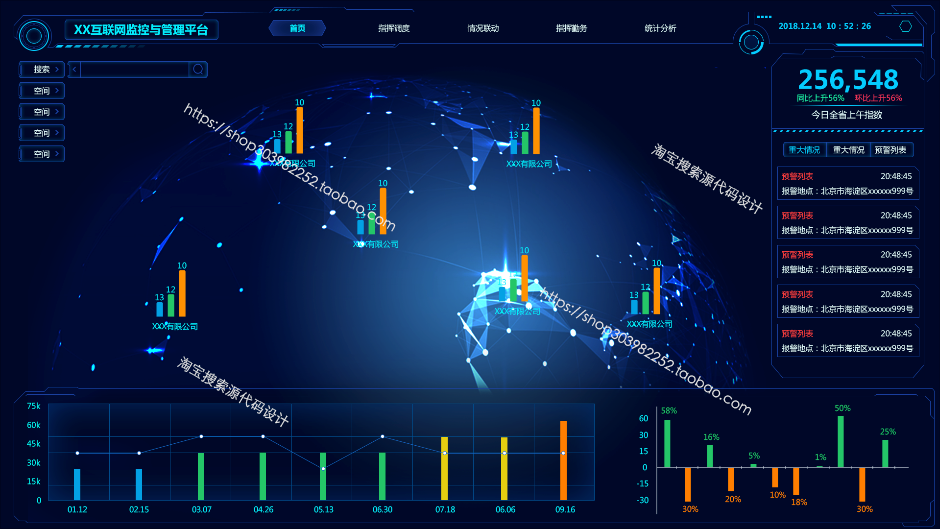 XX互联网监控与管理平台
首页
指挥调度
情况联动
指挥勤务
统计分析
2018.12.14 10 : 52 : 26
搜索
空间
空间
空间
空间
256,548
同比上升56% 环比上升56%
今日全省上午指数
重大情况 重大情况 预警列表
预警列表 20:48:45
报警地点：北京市海淀区xxxxx999号
预警列表 20:48:45
报警地点：北京市海淀区xxxxx999号
预警列表 20:48:45
报警地点：北京市海淀区xxxxx999号
预警列表 20:48:45
报警地点：北京市海淀区xxxxx999号
预警列表 20:48:45
报警地点：北京市海淀区xxxxx999号
13 12 10
XXX有限公司
13 12 10
XXX有限公司
13 12 10
XXX有限公司
13 12 10
XXX有限公司
10
XXX有限公司
13 12 10
XXX有限公司
https://shop303982252.taobao.com
淘宝搜索源代码设计
https://shop303982252.taobao.com
淘宝搜索源代码设计
75k
60k
45k
30k
15k
0
01.12 02.15 03.07 04.26 05.13 06.30 07.18 06.06 09.16
60
30
15
0
-15
-30
58% 30% 16% 20% 5% 10% 18% 1% 50% 30% 25%